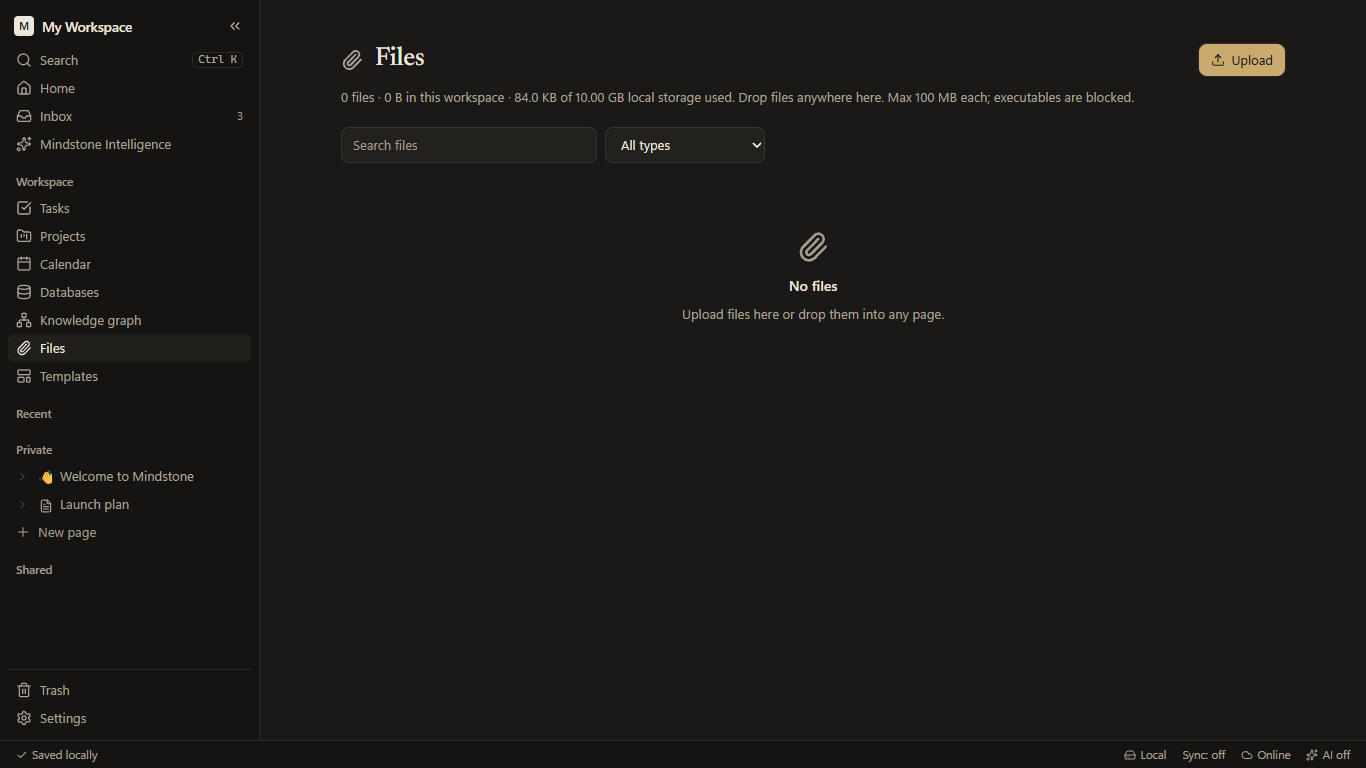 M My Workspace
Search Ctrl K
Home
Inbox 3
Mindstone Intelligence
Workspace
Tasks
Projects
Calendar
Databases
Knowledge graph
Files
Templates
Recent
Private
Welcome to Mindstone
Launch plan
New page
Shared
Trash
Settings
Files
Upload
0 files · 0 B in this workspace · 84.0 KB of 10.00 GB local storage used. Drop files anywhere here. Max 100 MB each; executables are blocked.
Search files
All types
No files
Upload files here or drop them into any page.
Saved locally
Local
Sync: off
Online
AI off